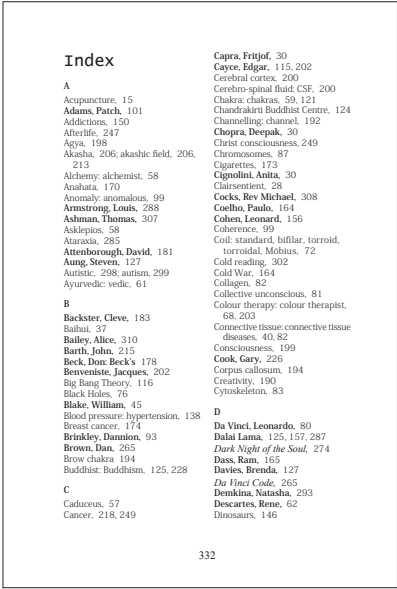 Index
A
Acupuncture, 15
Adams, Patch, 101
Addictions, 150
Afterlife, 247
Agya, 198
Akasha, 206; akashic field, 206,
213
Alchemy: alchemist, 58
Anahata, 170
Anomaly: anomalous, 99
Armstrong, Louis, 288
Ashman, Thomas, 307
Asklepios, 58
Ataraxia, 285
Attenborough, David, 181
Aung, Steven, 127
Autistic, 298; autism, 299
Ayurvedic: vedic, 61
B
Backster, Cleve, 183
Baihui, 37
Bailey, Alice, 310
Barth, John, 215
Beck, Don: Beck's 178
Benveniste, Jacques, 202
Big Bang Theory, 116
Black Holes, 76
Blake, William, 45
Blood pressure: hypertension, 138
Breast cancer, 174
Brinkley, Dannion, 93
Brown, Dan, 265
Brow chakra 194
Buddhist: Buddhism, 125, 228
C
Caduceus, 57
Cancer, 218, 249
Capra, Fritjof, 30
Cayce, Edgar, 115, 202
Cerebral cortex, 200
Cerebro-spinal fluid: CSF, 200
Chakra: chakras, 59, 121
Chandrakirti Buddhist Centre, 124
Channelling: channel, 192
Chopra, Deepak, 30
Christ consciousness, 249
Chromosomes, 87
Cigarettes, 173
Cignolini, Anita, 30
Clairsentient, 28
Cocks, Rev Michael, 308
Coelho, Paulo, 164
Cohen, Leonard, 156
Coherence, 99
Coil: standard, bifilar, torroid,
torroidal, Möbius, 72
Cold reading, 302
Cold War, 164
Collagen, 82
Collective unconscious, 81
Colour therapy: colour therapist,
68, 203
Connective tissue: connective tissue
diseases, 40, 82
Consciousness, 199
Cook, Gary, 226
Corpus callosum, 194
Creativity, 190
Cytoskeleton, 83
D
Da Vinci, Leonardo, 80
Dalai Lama, 125, 157, 287
Dark Night of the Soul, 274
Dass, Ram, 165
Davies, Brenda, 127
Da Vinci Code, 265
Demkina, Natasha, 293
Descartes, Rene, 62
Dinosaurs, 146
332